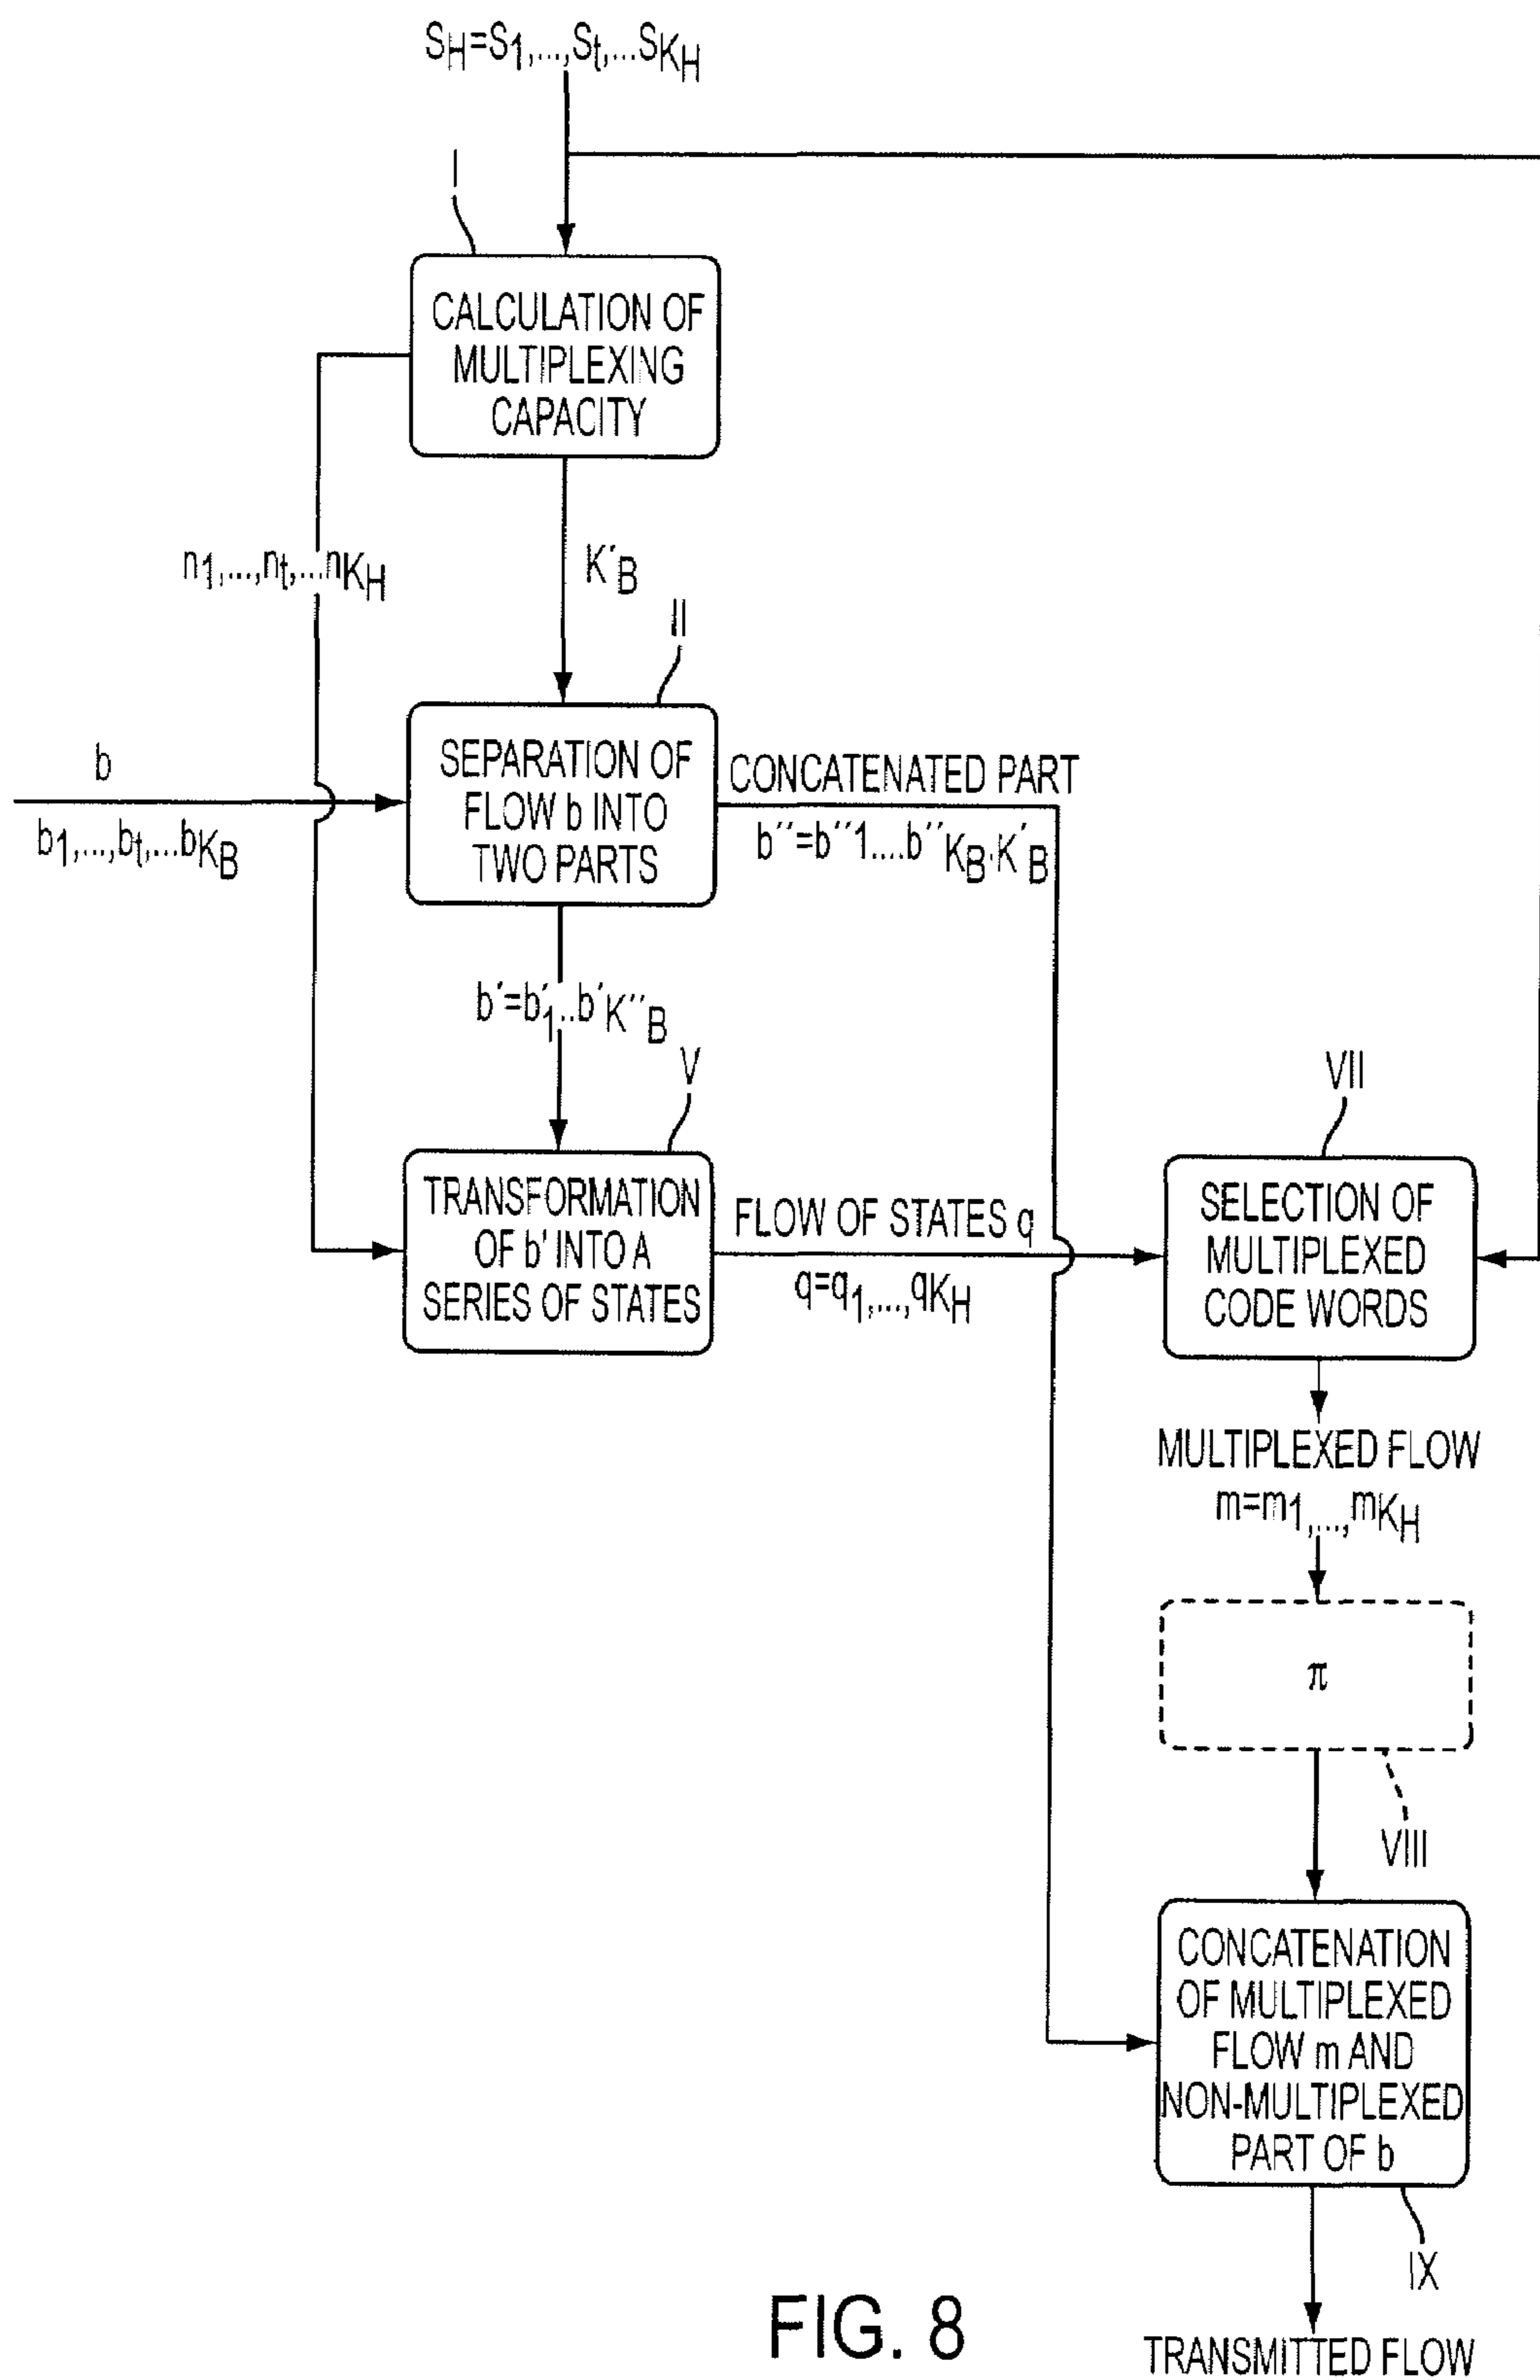 S_H=S_1,...,S_t,...S_K_H
I
CALCULATION OF
MULTIPLEXING
CAPACITY
n_1,...,n_t,...n_K_H
K'_B
II
b
b_1,...,b_t,...b_K_B
SEPARATION OF
FLOW b INTO
TWO PARTS
CONCATENATED PART
b''=b''1....b''K_B.K'_B
b'=b'_1,..b'K''_B
V
TRANSFORMATION
OF b' INTO A
SERIES OF STATES
FLOW OF STATES q
q=q_1,...,q_K_H
VII
SELECTION OF
MULTIPLEXED
CODE WORDS
MULTIPLEXED FLOW
m=m_1,...,m_K_H
π
VIII
CONCATENATION
OF MULTIPLEXED
FLOW m AND
NON-MULTIPLEXED
PART OF b
IX
TRANSMITTED FLOW
FIG. 8